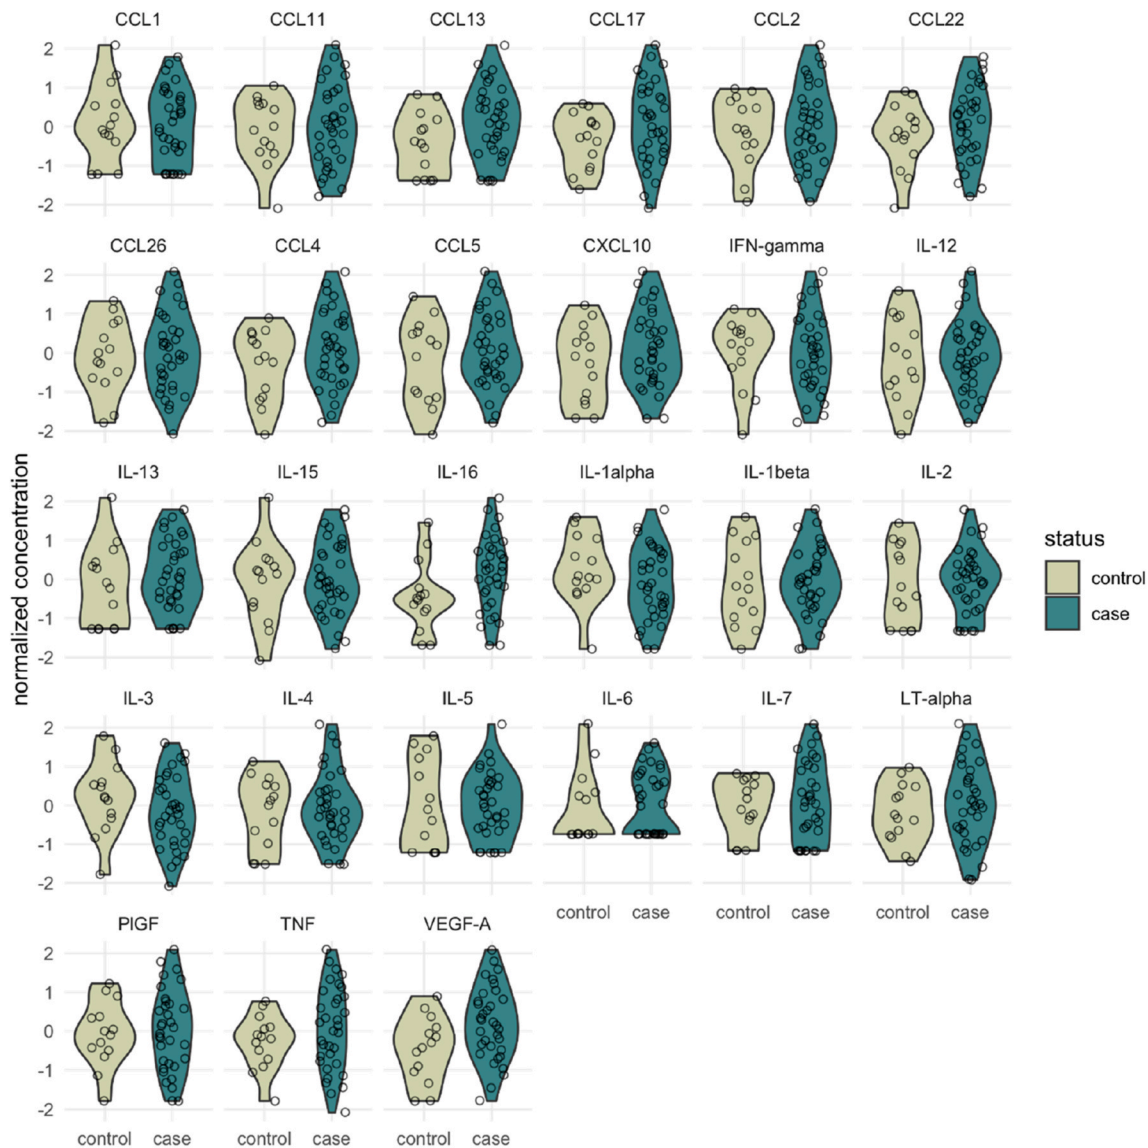 CCL1 CCL11 CCL13 CCL17 CCL2 CCL22
2
1
0
-1
-2
CCL26 CCL4 CCL5 CXCL10 IFN-gamma IL-12
2
1
0
-1
-2
normalized concentration
IL-13 IL-15 IL-16 IL-1alpha IL-1beta IL-2
2
1
0
-1
-2
status
control
case
IL-3 IL-4 IL-5 IL-6 IL-7 LT-alpha
2
1
0
-1
-2
control case control case control case
PlGF TNF VEGF-A
2
1
0
-1
-2
control case control case control case